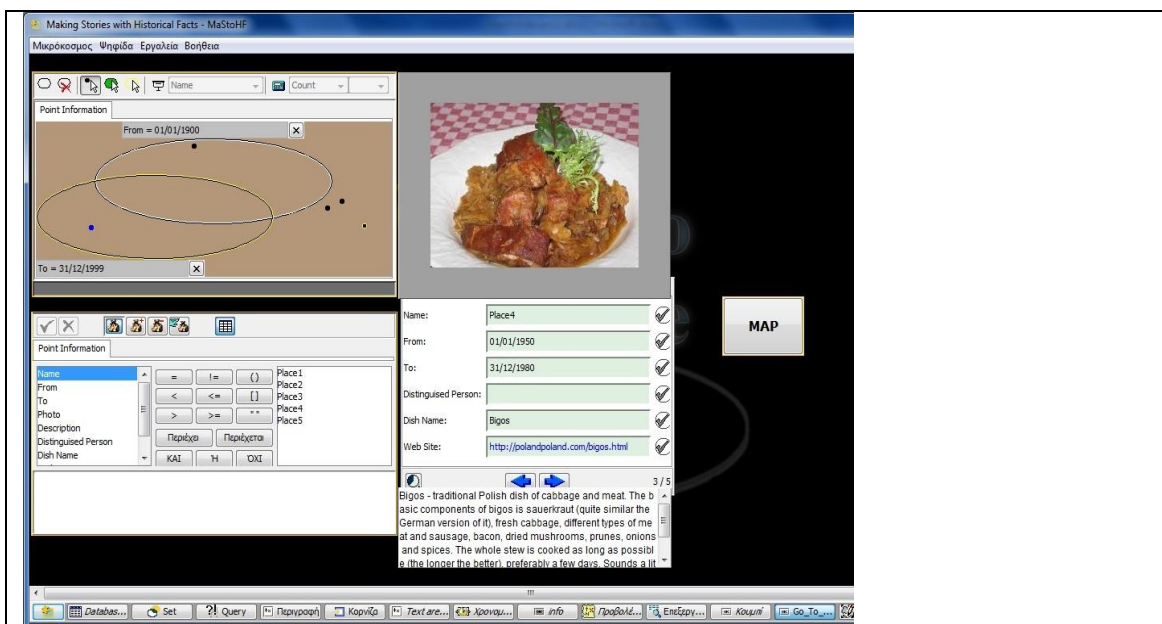 Making Stories with Historical Facts - MaStoHF
Μικρόκοσμος Ψηφίδα Εργαλεία Βοήθεια
Name
Count
Point Information
From = 01/01/1900
To = 31/12/1999
Point Information
Name
From
To
Photo
Description
Distinguised Person
Dish Name
= != ()
< <= []
> >= " "
Περιέχει Περιέχεται
ΚΑΙ Ή ΌΧΙ
Place1
Place2
Place3
Place4
Place5
Name: Place4
From: 01/01/1950
To: 31/12/1980
Distinguised Person:
Dish Name: Bigos
Web Site: http://polandpoland.com/bigos.html
3 / 5
Bigos - traditional Polish dish of cabbage and meat. The b
asic components of bigos is sauerkraut (quite similar the
German version of it), fresh cabbage, different types of me
at and sausage, bacon, dried mushrooms, prunes, onions
and spices. The whole stew is cooked as long as possibl
e (the longer the better), preferably a few days. Sounds a lit
MAP
Databas... Set Query Περιγραφή Κορνίζα Text are... Χρονομ... info Προβολέ... Επεξεργ... Κουμπί Go_To_...